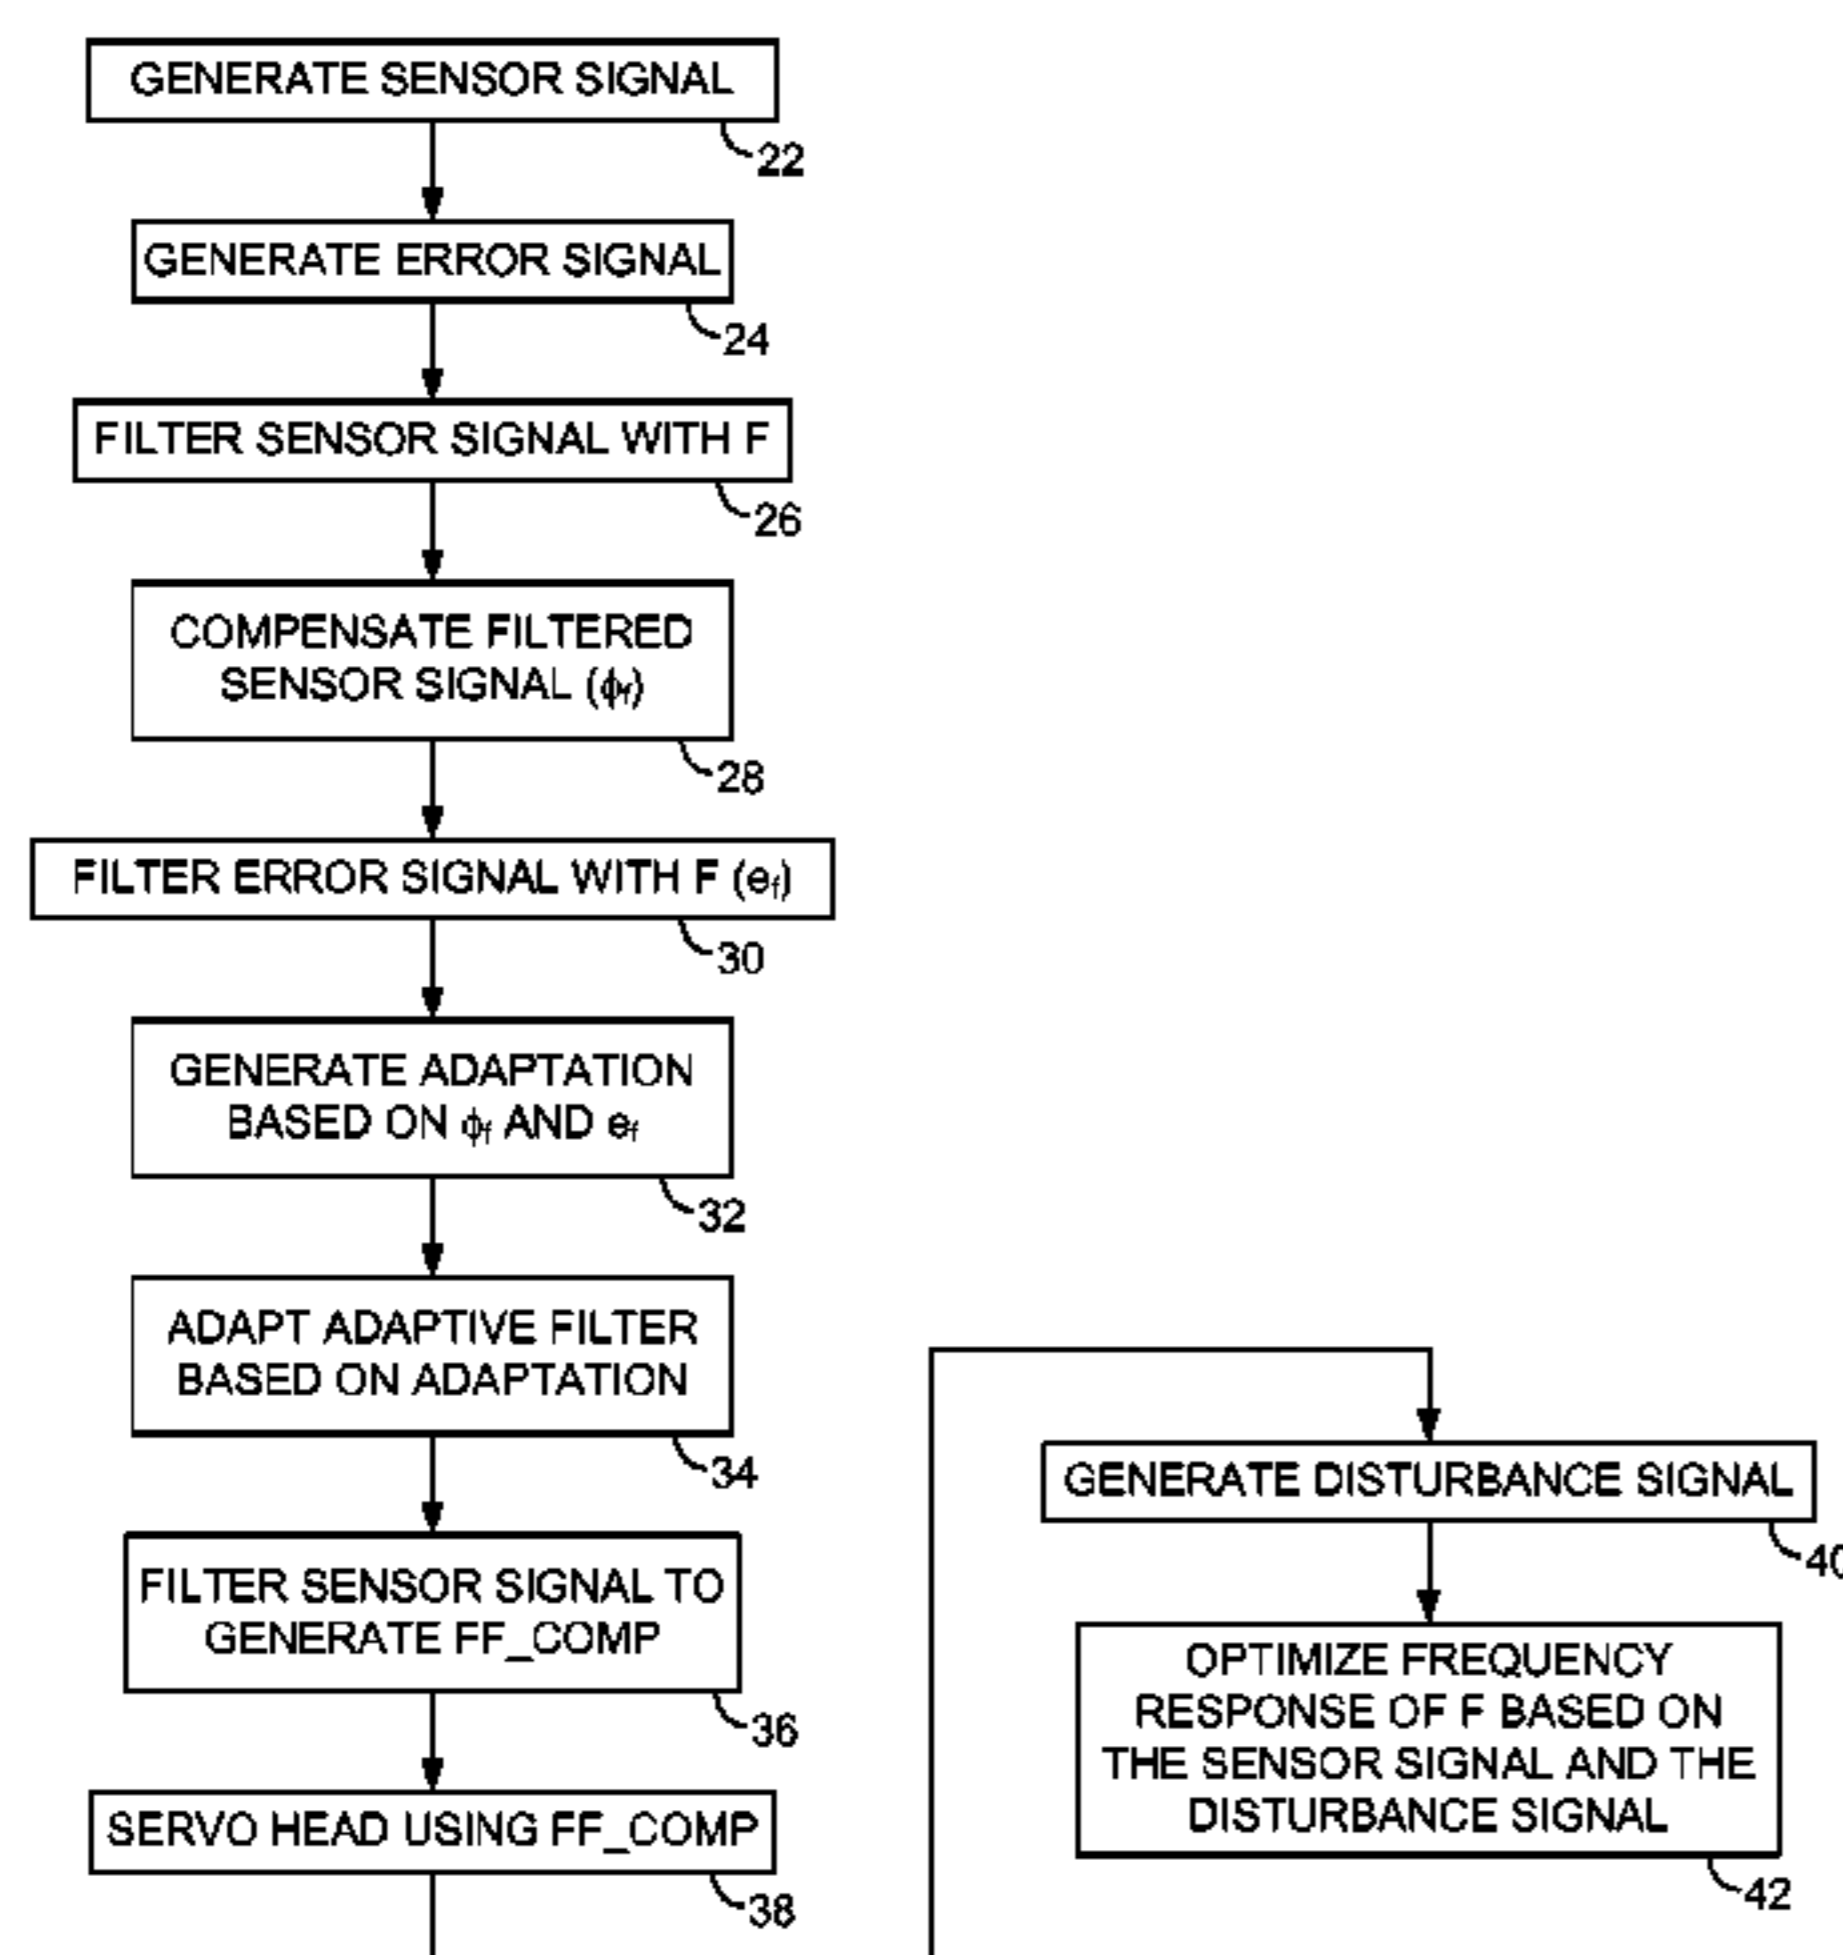 GENERATE SENSOR SIGNAL
22
GENERATE ERROR SIGNAL
24
FILTER SENSOR SIGNAL WITH F
26
COMPENSATE FILTERED
SENSOR SIGNAL (ϕf)
28
FILTER ERROR SIGNAL WITH F (ef)
30
GENERATE ADAPTATION
BASED ON ϕf AND ef
32
ADAPT ADAPTIVE FILTER
BASED ON ADAPTATION
34
FILTER SENSOR SIGNAL TO
GENERATE FF_COMP
36
SERVO HEAD USING FF_COMP
38
GENERATE DISTURBANCE SIGNAL
40
OPTIMIZE FREQUENCY
RESPONSE OF F BASED ON
THE SENSOR SIGNAL AND THE
DISTURBANCE SIGNAL
42